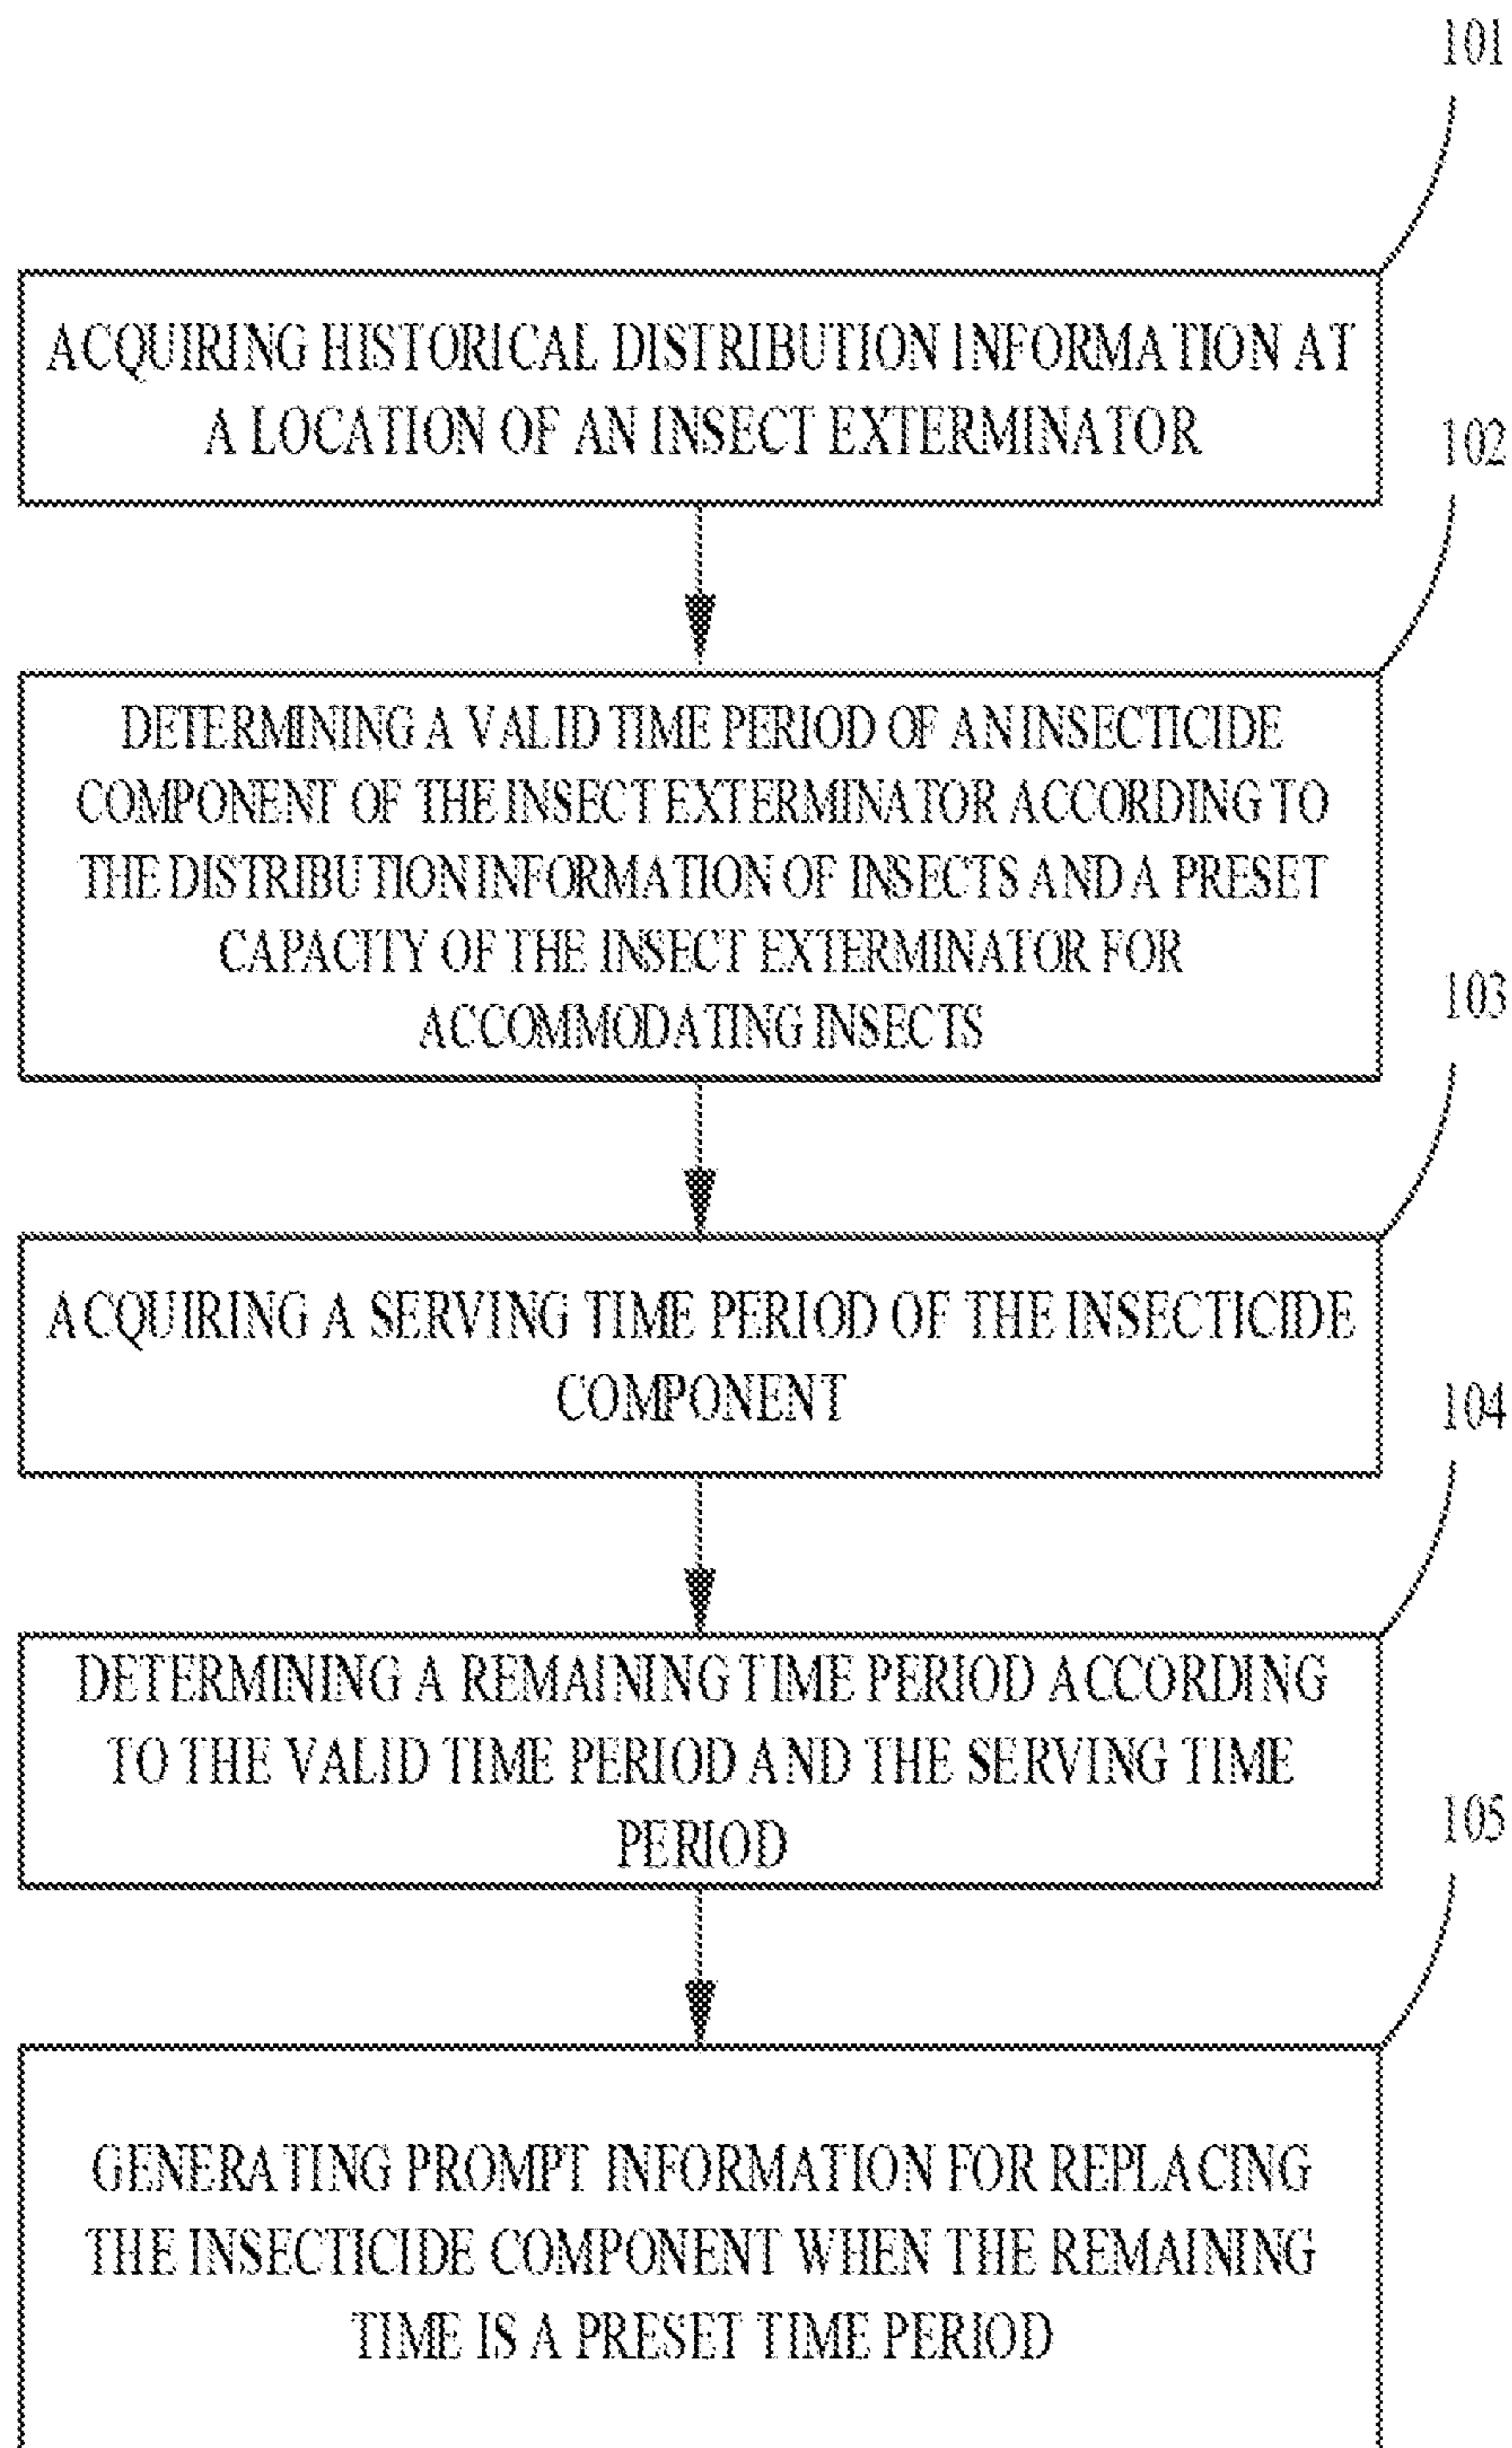 101
ACQUIRING HISTORICAL DISTRIBUTION INFORMATION AT
A LOCATION OF AN INSECT EXTERMINATOR
102
DETERMINING A VALID TIME PERIOD OF AN INSECTICIDE
COMPONENT OF THE INSECT EXTERMINATOR ACCORDING TO
THE DISTRIBUTION INFORMATION OF INSECTS AND A PRESET
CAPACITY OF THE INSECT EXTERMINATOR FOR
ACCOMMODATING INSECTS
103
ACQUIRING A SERVING TIME PERIOD OF THE INSECTICIDE
COMPONENT
104
DETERMINING A REMAINING TIME PERIOD ACCORDING
TO THE VALID TIME PERIOD AND THE SERVING TIME
PERIOD
105
GENERATING PROMPT INFORMATION FOR REPLACING
THE INSECTICIDE COMPONENT WHEN THE REMAINING
TIME IS A PRESET TIME PERIOD